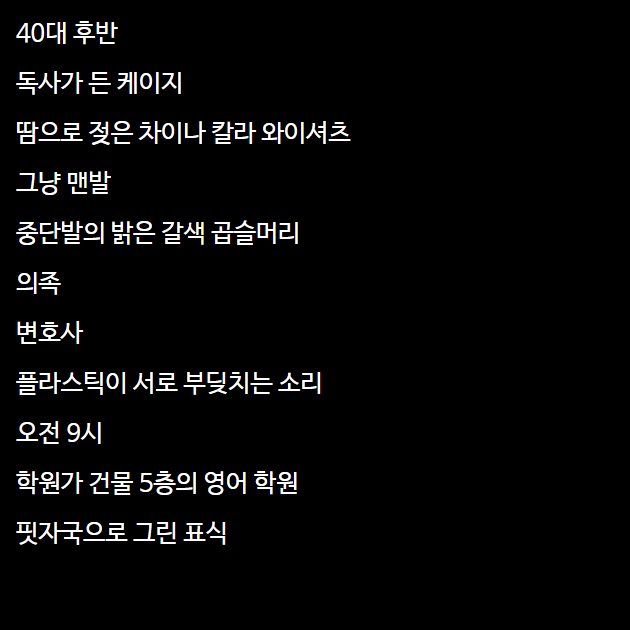 40대 후반
독사가 든 케이지
땀으로 젖은 차이나 칼라 와이셔츠
그냥 맨발
중단발의 밝은 갈색 곱슬머리
의족
변호사
플라스틱이 서로 부딪치는 소리
오전 9시
학원가 건물 5층의 영어 학원
핏자국으로 그린 표식